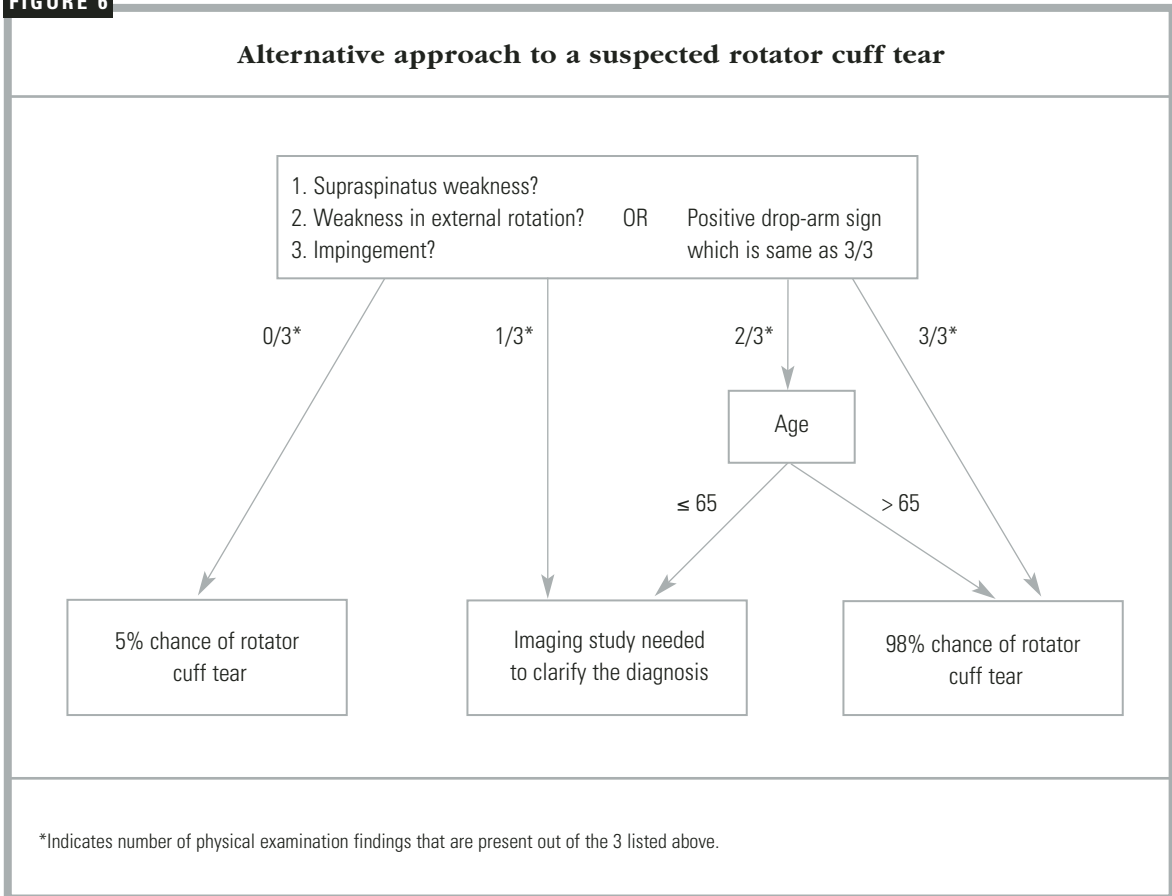 FIGURE 6
Alternative approach to a suspected rotator cuff tear
1. Supraspinatus weakness?
2. Weakness in external rotation? OR Positive drop-arm sign
3. Impingement? which is same as 3/3
0/3*
1/3*
2/3*
3/3*
Age
≤ 65
> 65
5% chance of rotator
cuff tear
Imaging study needed
to clarify the diagnosis
98% chance of rotator
cuff tear
*Indicates number of physical examination findings that are present out of the 3 listed above.